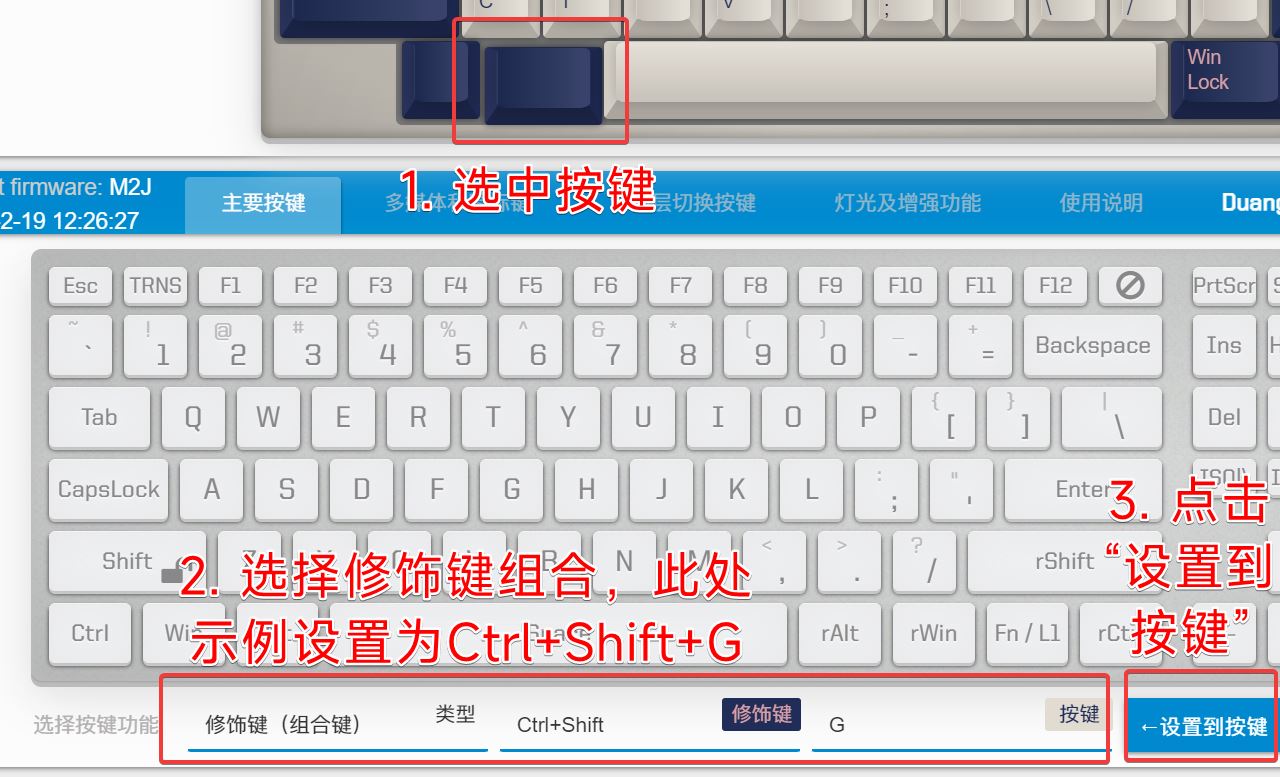 C
V
;
\
/
Win
Lock
t firmware: M2J
2-19 12:26:27
主要按键
1. 选中按键
层切换按键
灯光及增强功能
使用说明
Duang
Esc TRNS F1 F2 F3 F4 F5 F6 F7 F8 F9 F10 F11 F12 PrtScr
~ ` ! 1 @ 2 # 3 $ 4 % 5 ^ 6 & 7 * 8 ( 9 ) 0 _ - + = Backspace Ins
Tab Q W E R T Y U I O P { [ } ] | \ Del
CapsLock A S D F G H J K L : ; " ' Enter
3. 点击
“设置到
按键”
Shift N M < , > . ? / rShift
2. 选择修饰键组合，此处
示例设置为Ctrl+Shift+G
Ctrl Win rAlt rWin Fn / L1
选择按键功能
修饰键（组合键）
类型
Ctrl+Shift
修饰键
G
按键
←设置到按键